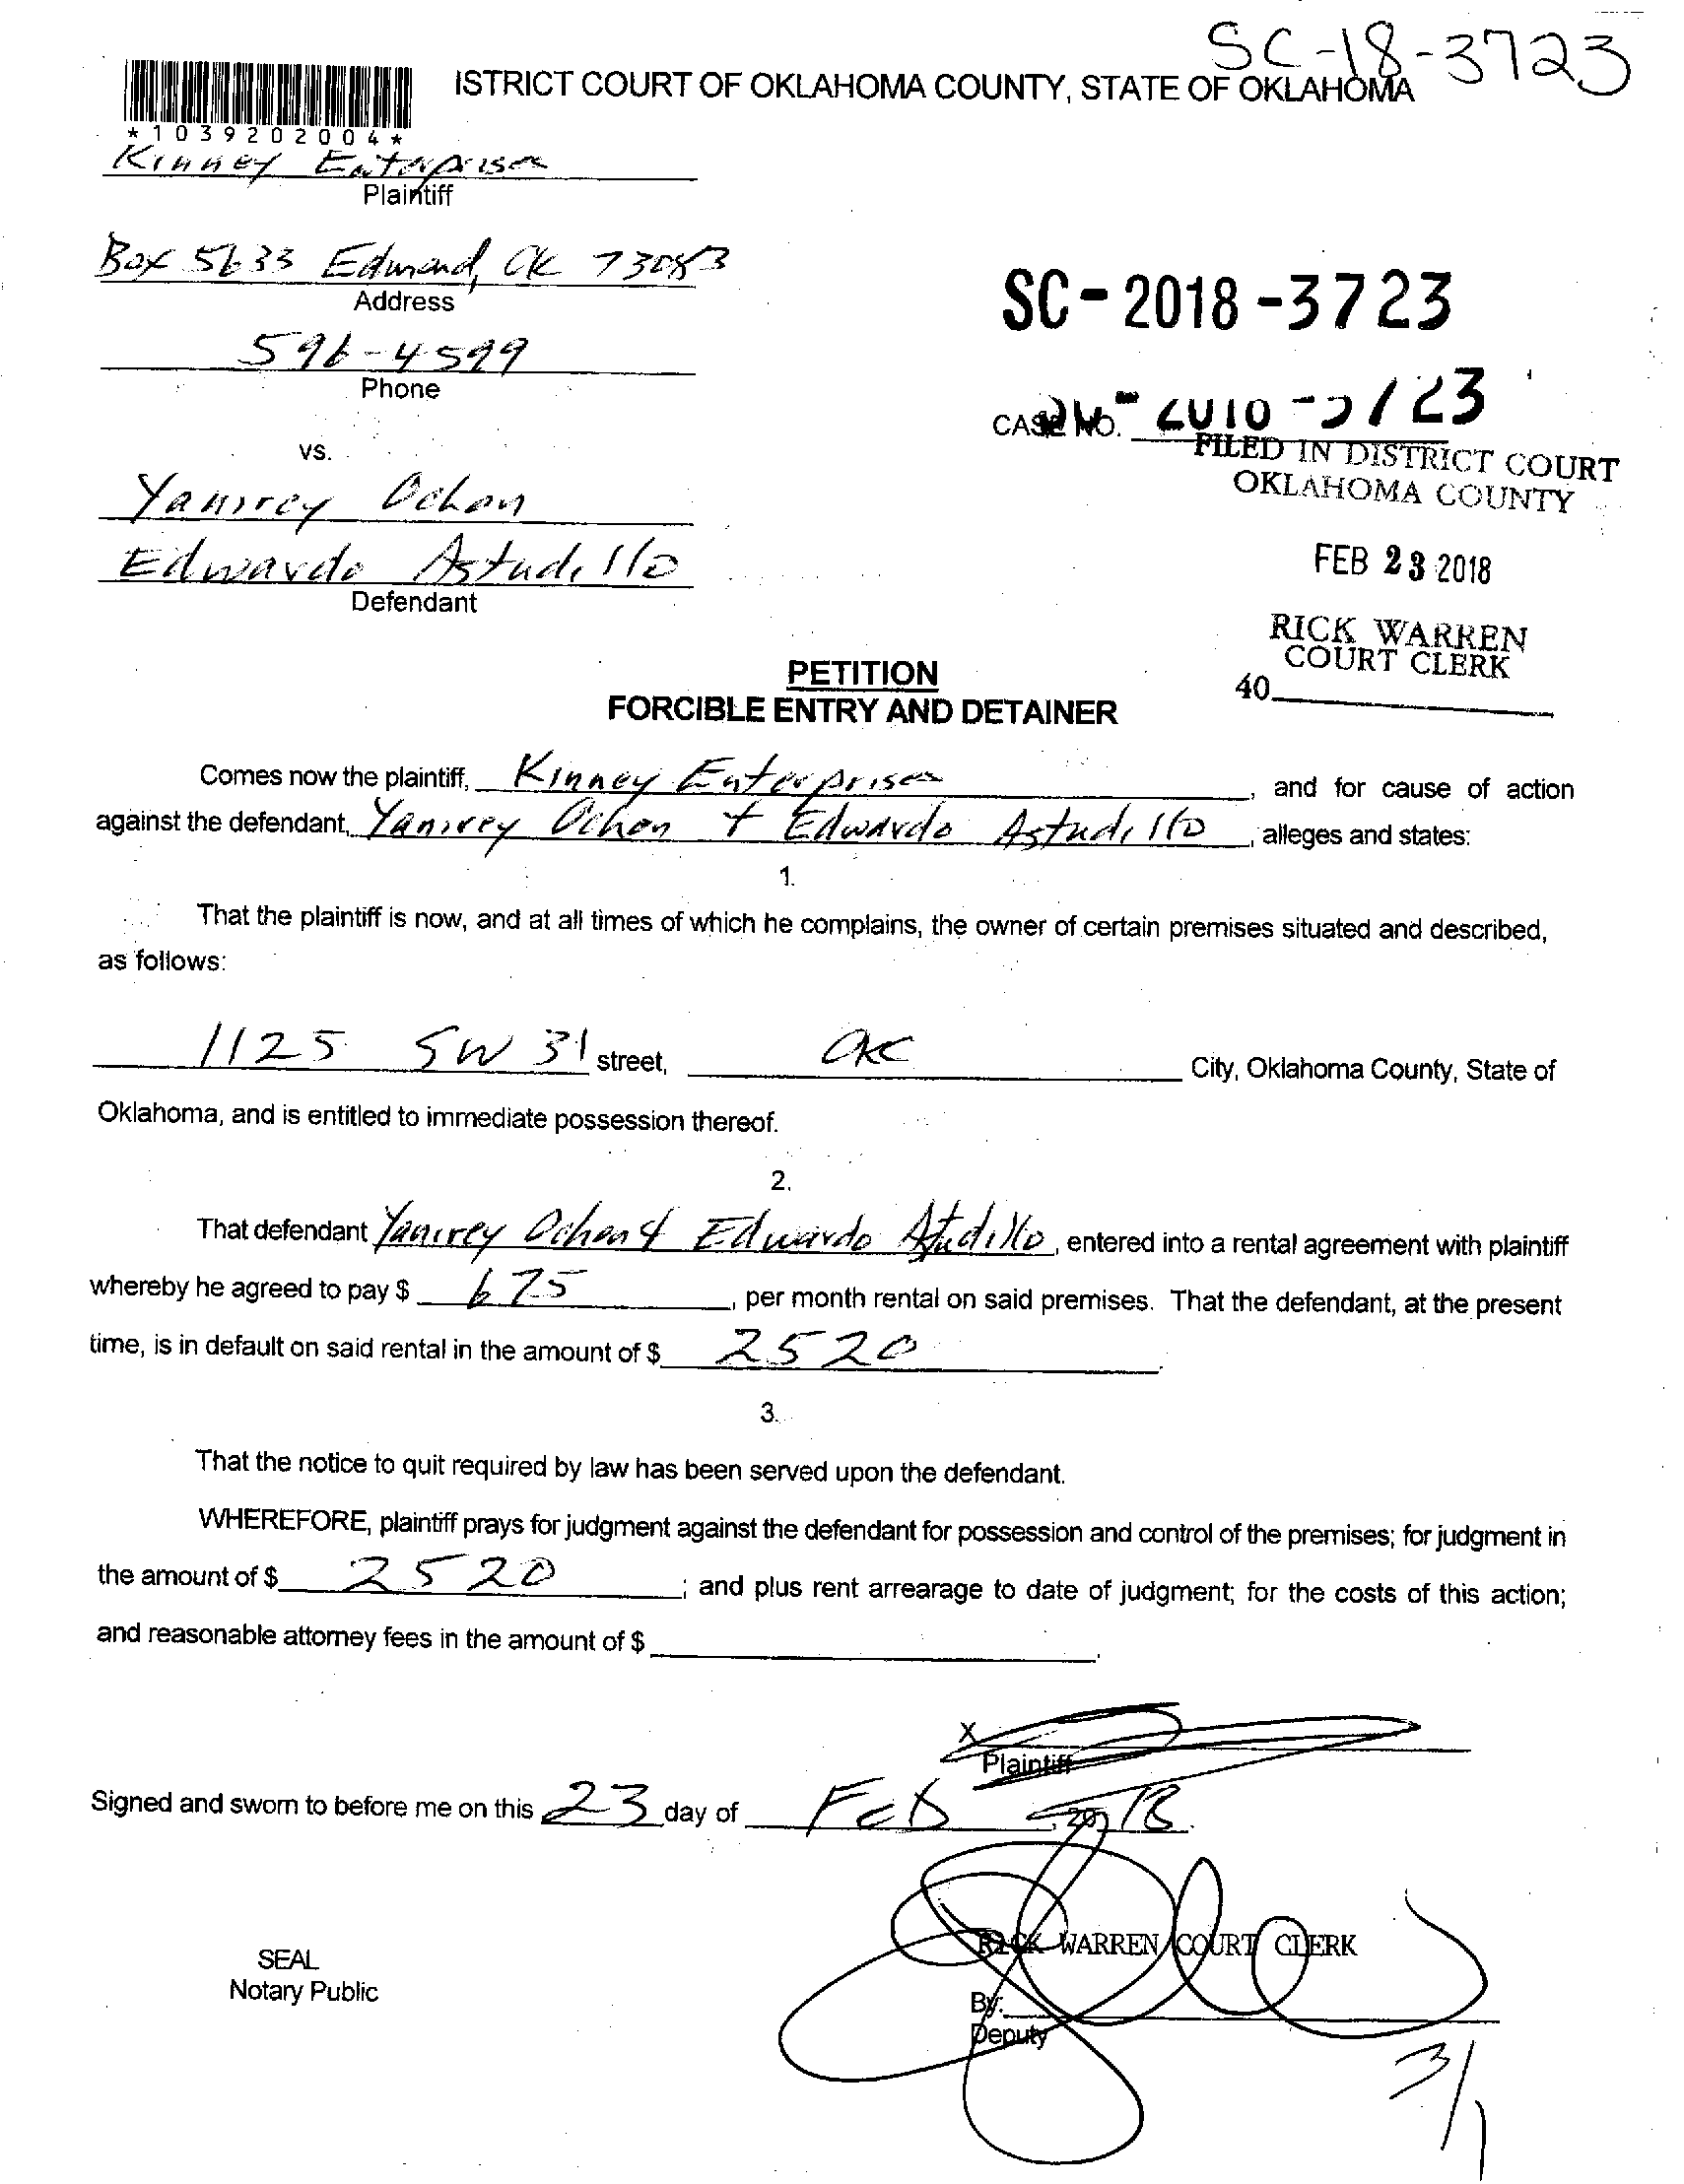 SC-18-3723
ISTRICT COURT OF OKLAHOMA COUNTY, STATE OF OKLAHOMA
*1039202004*
Kinney Enterprises
Plaintiff
Box 5633 Edmond, OK 73083
Address
596-4599
Phone
SC-2018-3723
CASE NO.
FILED IN DISTRICT COURT
OKLAHOMA COUNTY
vs.
Yanirey Ochon
Edwardo Astudillo
Defendant
FEB 23 2018
RICK WARREN
COURT CLERK
40
PETITION
FORCIBLE ENTRY AND DETAINER
Comes now the plaintiff, Kinney Enterprises, and for cause of action
against the defendant, Yanirey Ochon + Edwardo Astudillo, alleges and states:
1.
That the plaintiff is now, and at all times of which he complains, the owner of certain premises situated and described,
as follows:
1125 SW 31 street, OKC City, Oklahoma County, State of
Oklahoma, and is entitled to immediate possession thereof.
2.
That defendant Yanirey Ochon & Edwardo Astudillo, entered into a rental agreement with plaintiff
whereby he agreed to pay $ 675, per month rental on said premises. That the defendant, at the present
time, is in default on said rental in the amount of $ 2520.
3.
That the notice to quit required by law has been served upon the defendant.
WHEREFORE, plaintiff prays for judgment against the defendant for possession and control of the premises; for judgment in
the amount of $ 2520; and plus rent arrearage to date of judgment; for the costs of this action;
and reasonable attorney fees in the amount of $.
X
Plaintiff
Signed and sworn to before me on this 23 day of Feb, 2018.
RICK WARREN COURT CLERK
SEAL
Notary Public
By:
Deputy
3/1